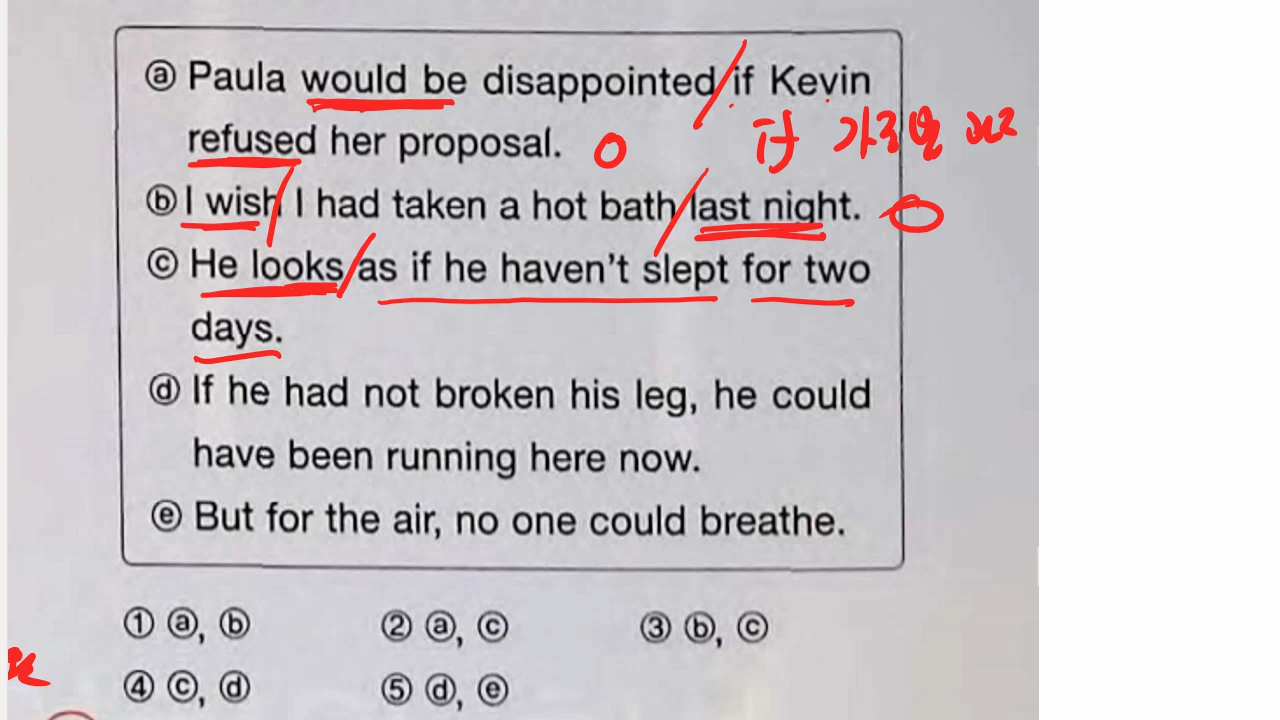 ⓐ Paula would be disappointed if Kevin
refused her proposal.
ⓑ I wish I had taken a hot bath last night.
ⓒ He looks as if he haven't slept for two
days.
ⓓ If he had not broken his leg, he could
have been running here now.
ⓔ But for the air, no one could breathe.
① ⓐ, ⓑ ② ⓐ, ⓒ ③ ⓑ, ⓒ
④ ⓒ, ⓓ ⑤ ⓓ, ⓔ